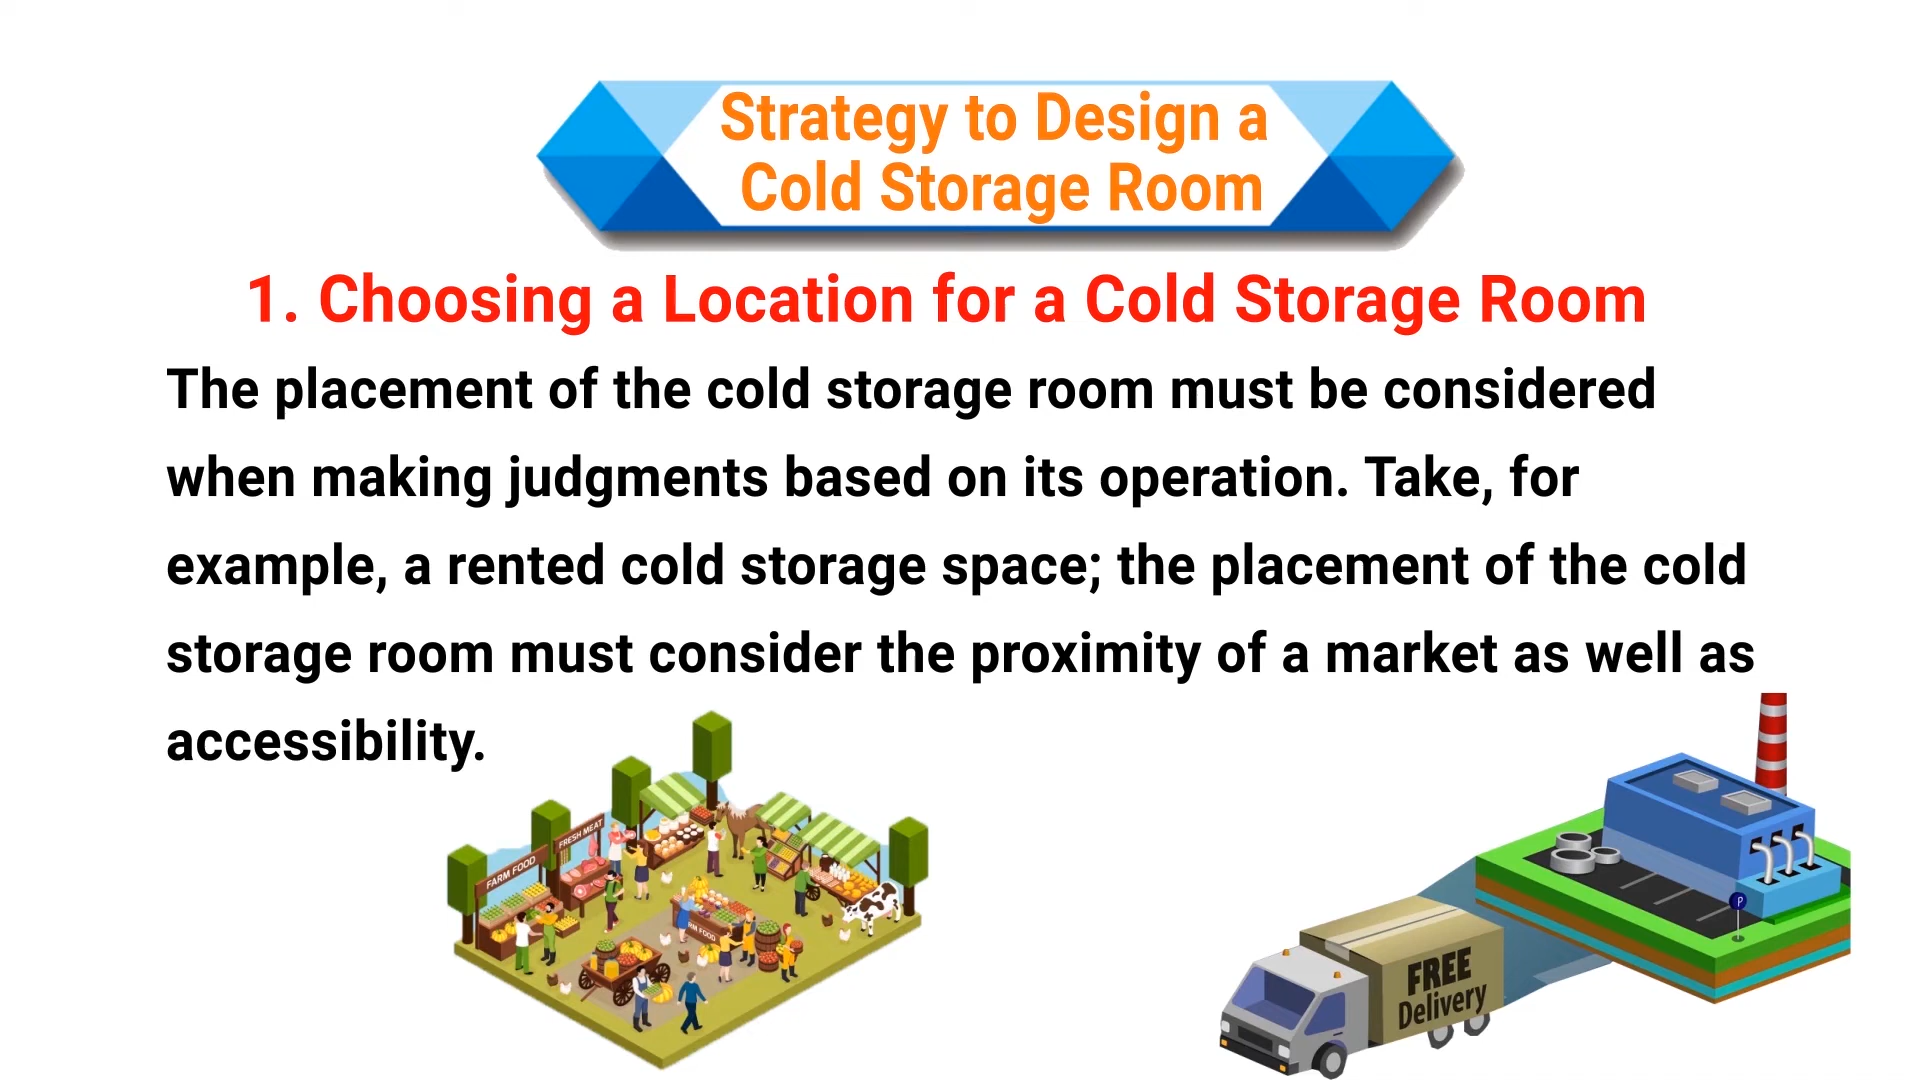 Strategy to Design a
Cold Storage Room
1. Choosing a Location for a Cold Storage Room
The placement of the cold storage room must be considered
when making judgments based on its operation. Take, for
example, a rented cold storage space; the placement of the cold
storage room must consider the proximity of a market as well as
accessibility.
FARM FOOD
FRESH MEAT
RM FOOD
P
FREE
Delivery